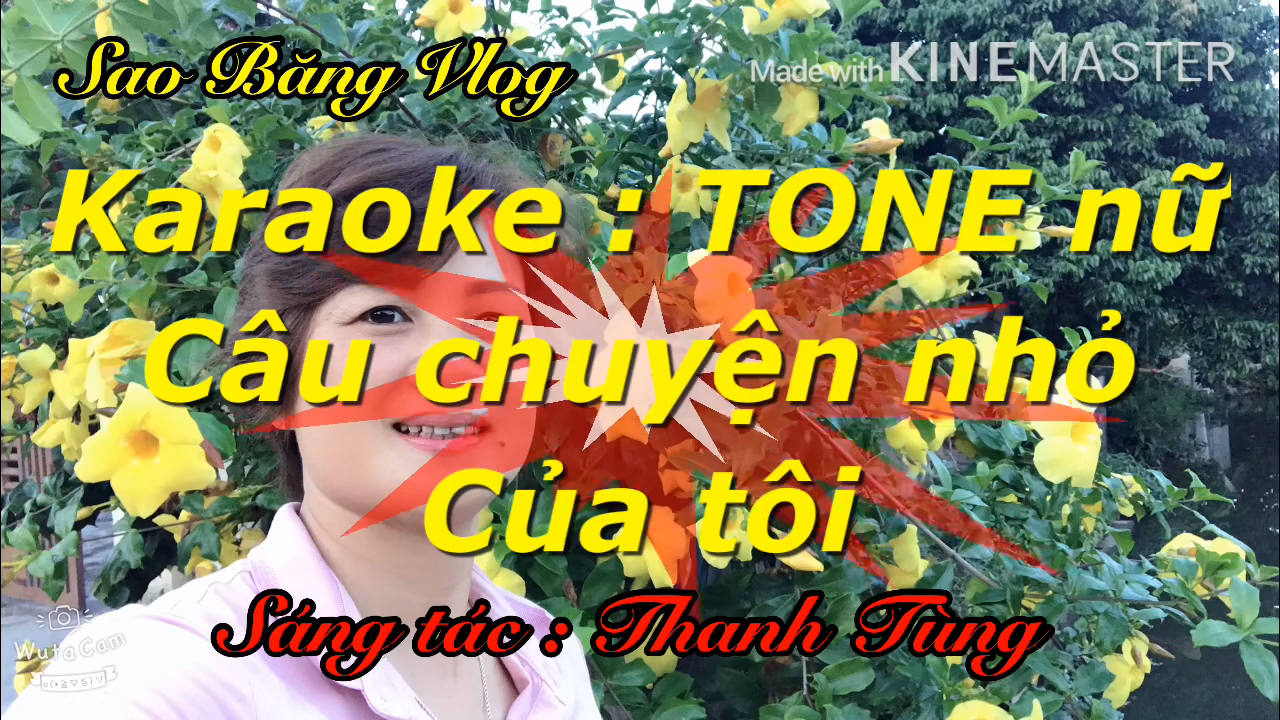 Sao Băng Vlog
Made with KINEMASTER
Karaoke : TONE nữ
Câu chuyện nhỏ
Của tôi
Sáng tác : Thanh Tùng
WutaCam